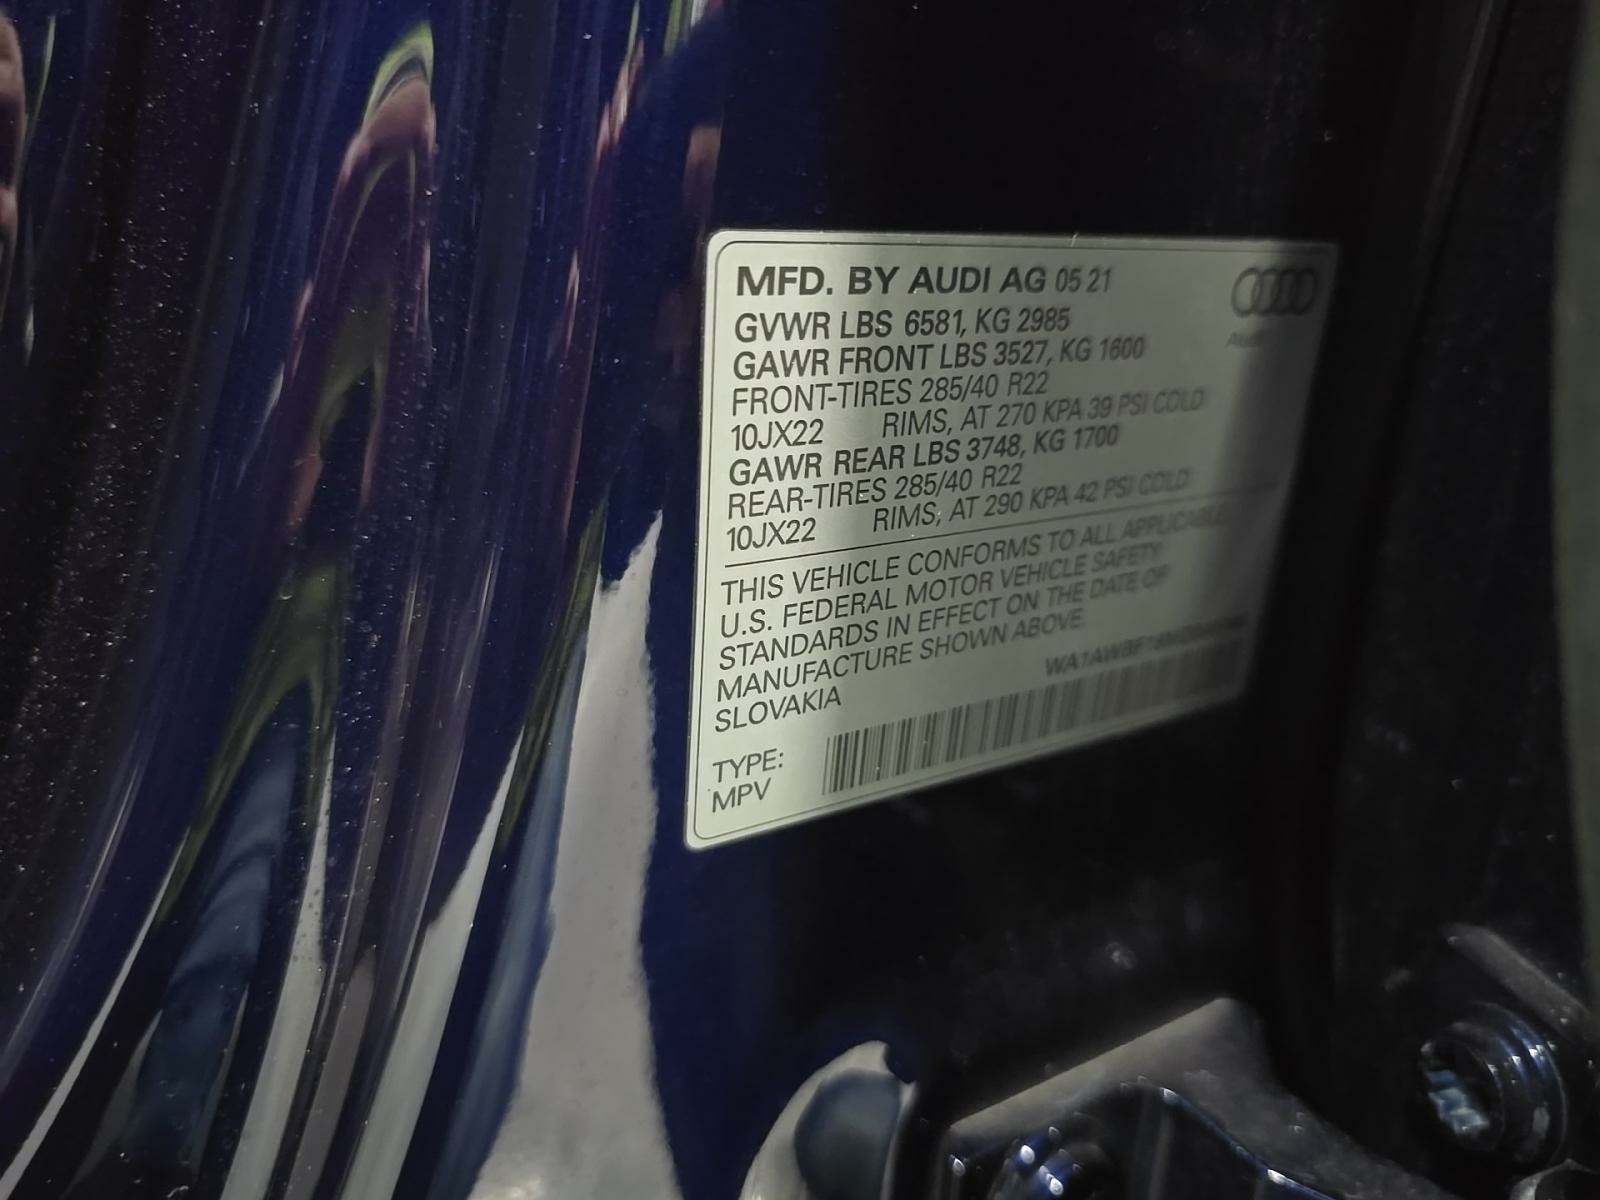 MFD. BY AUDI AG 05 21
GVWR LBS 6581, KG 2985
GAWR FRONT LBS 3527, KG 1600
FRONT-TIRES 285/40 R22
10JX22 RIMS, AT 270 KPA 39 PSI COLD
GAWR REAR LBS 3748, KG 1700
REAR-TIRES 285/40 R22
10JX22 RIMS, AT 290 KPA 42 PSI COLD
THIS VEHICLE CONFORMS TO ALL APPLICABLE
U.S. FEDERAL MOTOR VEHICLE SAFETY
STANDARDS IN EFFECT ON THE DATE OF
MANUFACTURE SHOWN ABOVE.
SLOVAKIA
TYPE:
MPV